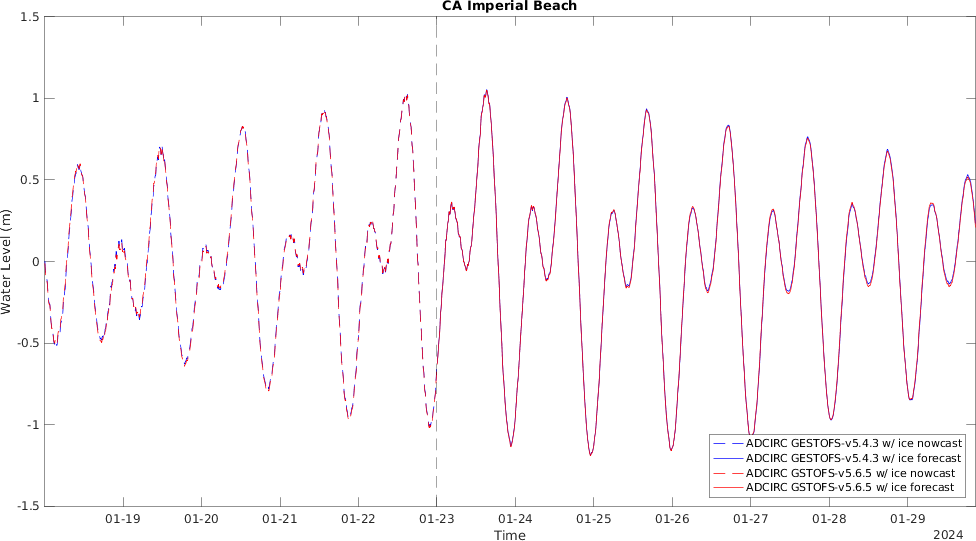 CA Imperial Beach
1.5
1
0.5
0
-0.5
-1
-1.5
Water Level (m)
01-19 01-20 01-21 01-22 01-23 01-24 01-25 01-26 01-27 01-28 01-29
Time
2024
ADCIRC GESTOFS-v5.4.3 w/ ice nowcast
ADCIRC GESTOFS-v5.4.3 w/ ice forecast
ADCIRC GSTOFS-v5.6.5 w/ ice nowcast
ADCIRC GSTOFS-v5.6.5 w/ ice forecast